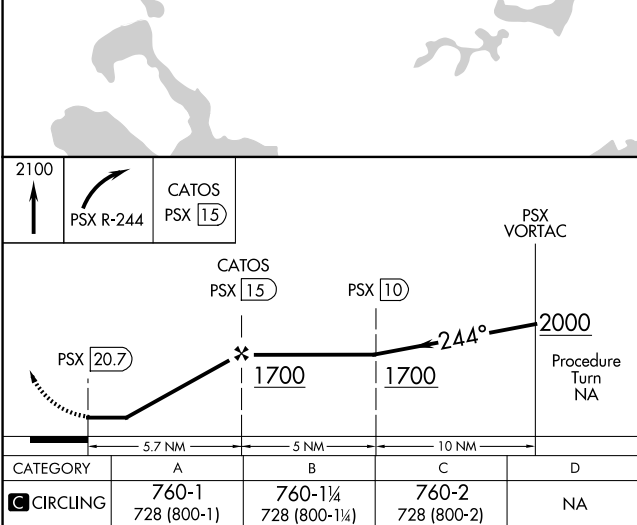 2100
PSX R-244
CATOS
PSX 15
PSX
VORTAC
CATOS
PSX 15
PSX 10
244°
2000
PSX 20.7
1700
1700
Procedure
Turn
NA
5.7 NM
5 NM
10 NM
CATEGORY A B C D
C CIRCLING 760-1 760-1¼ 760-2 NA
728 (800-1) 728 (800-1¼) 728 (800-2)